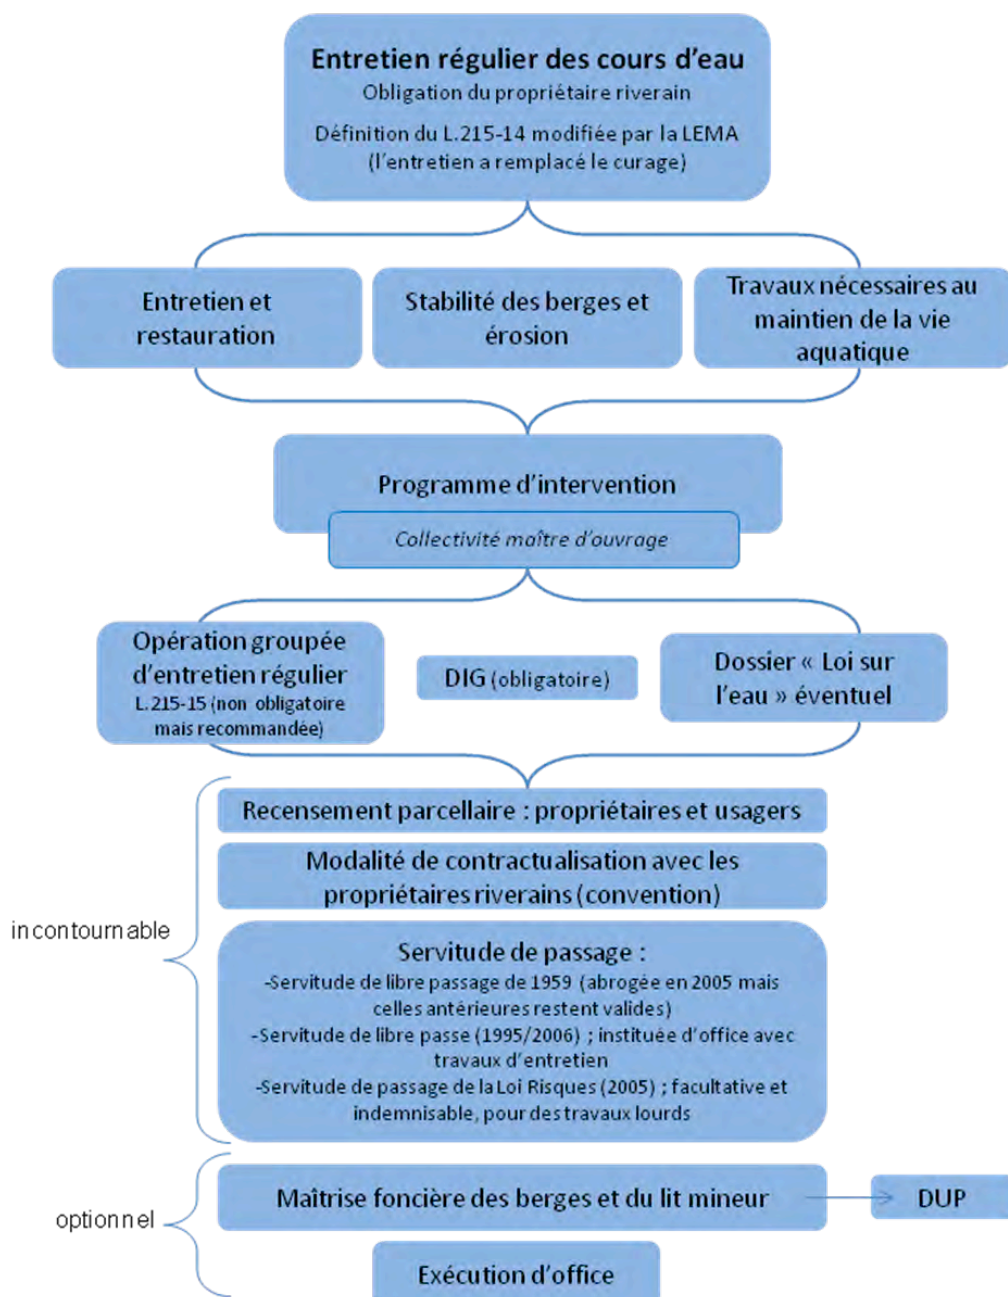 Entretien régulier des cours d'eau
Obligation du propriétaire riverain
Définition du L.215-14 modifiée par la LEMA
(l'entretien a remplacé le curage)
Entretien et
restauration
Stabilité des berges et
érosion
Travaux nécessaires au
maintien de la vie
aquatique
Programme d'intervention
Collectivité maître d'ouvrage
Opération groupée
d'entretien régulier
L.215-15 (non obligatoire
mais recommandée)
DIG (obligatoire)
Dossier « Loi sur
l'eau » éventuel
incontournable
Recensement parcellaire : propriétaires et usagers
Modalité de contractualisation avec les
propriétaires riverains (convention)
Servitude de passage :
-Servitude de libre passage de 1959 (abrogée en 2005 mais
celles antérieures restent valides)
-Servitude de libre passe (1995/2006) ; instituée d'office avec
travaux d'entretien
-Servitude de passage de la Loi Risques (2005) ; facultative et
indemnisable, pour des travaux lourds
optionnel
Maîtrise foncière des berges et du lit mineur
DUP
Exécution d'office